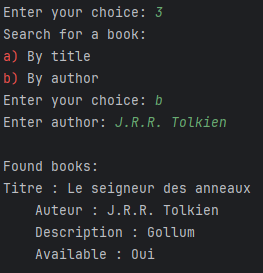 Enter your choice: 3
Search for a book:
a) By title
b) By author
Enter your choice: b
Enter author: J.R.R. Tolkien
Found books:
Titre : Le seigneur des anneaux
Auteur : J.R.R. Tolkien
Description : Gollum
Available : Oui